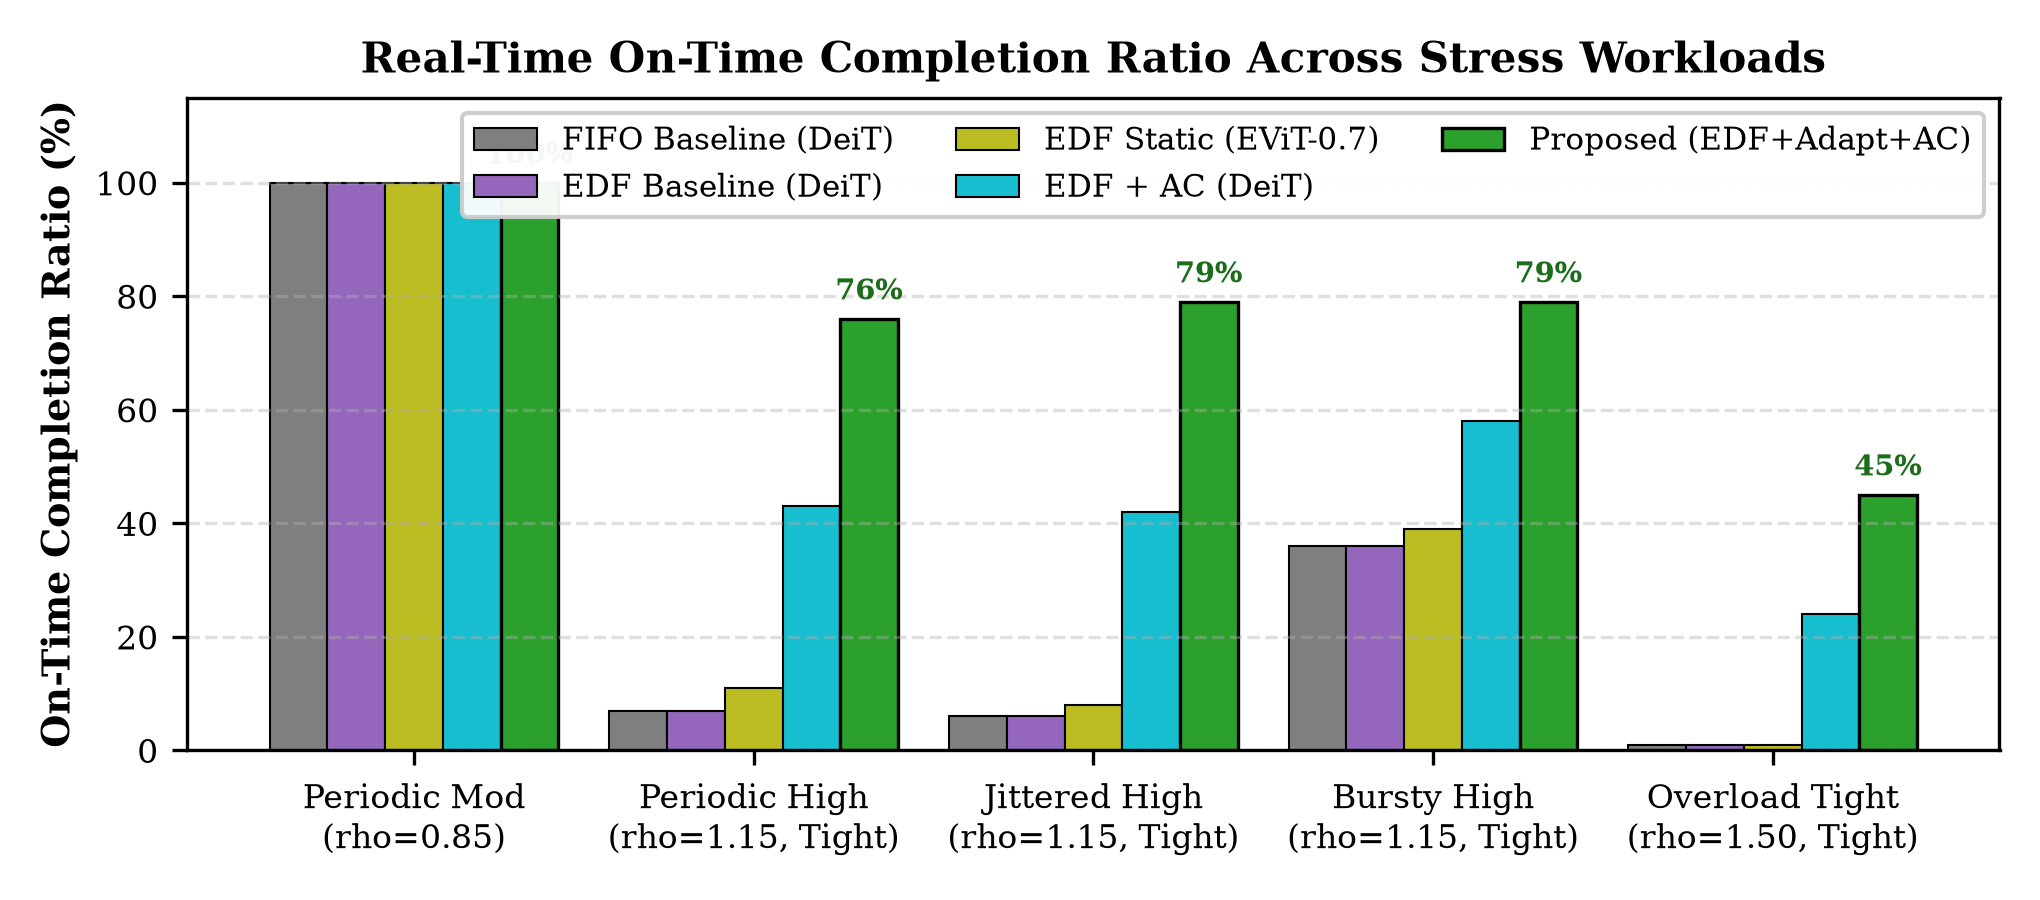 Real-Time On-Time Completion Ratio Across Stress Workloads
On-Time Completion Ratio (%)
FIFO Baseline (DeiT)
EDF Baseline (DeiT)
EDF Static (EViT-0.7)
EDF + AC (DeiT)
Proposed (EDF+Adapt+AC)
100
80
60
40
20
0
100%
76%
79%
79%
45%
Periodic Mod
(rho=0.85)
Periodic High
(rho=1.15, Tight)
Jittered High
(rho=1.15, Tight)
Bursty High
(rho=1.15, Tight)
Overload Tight
(rho=1.50, Tight)